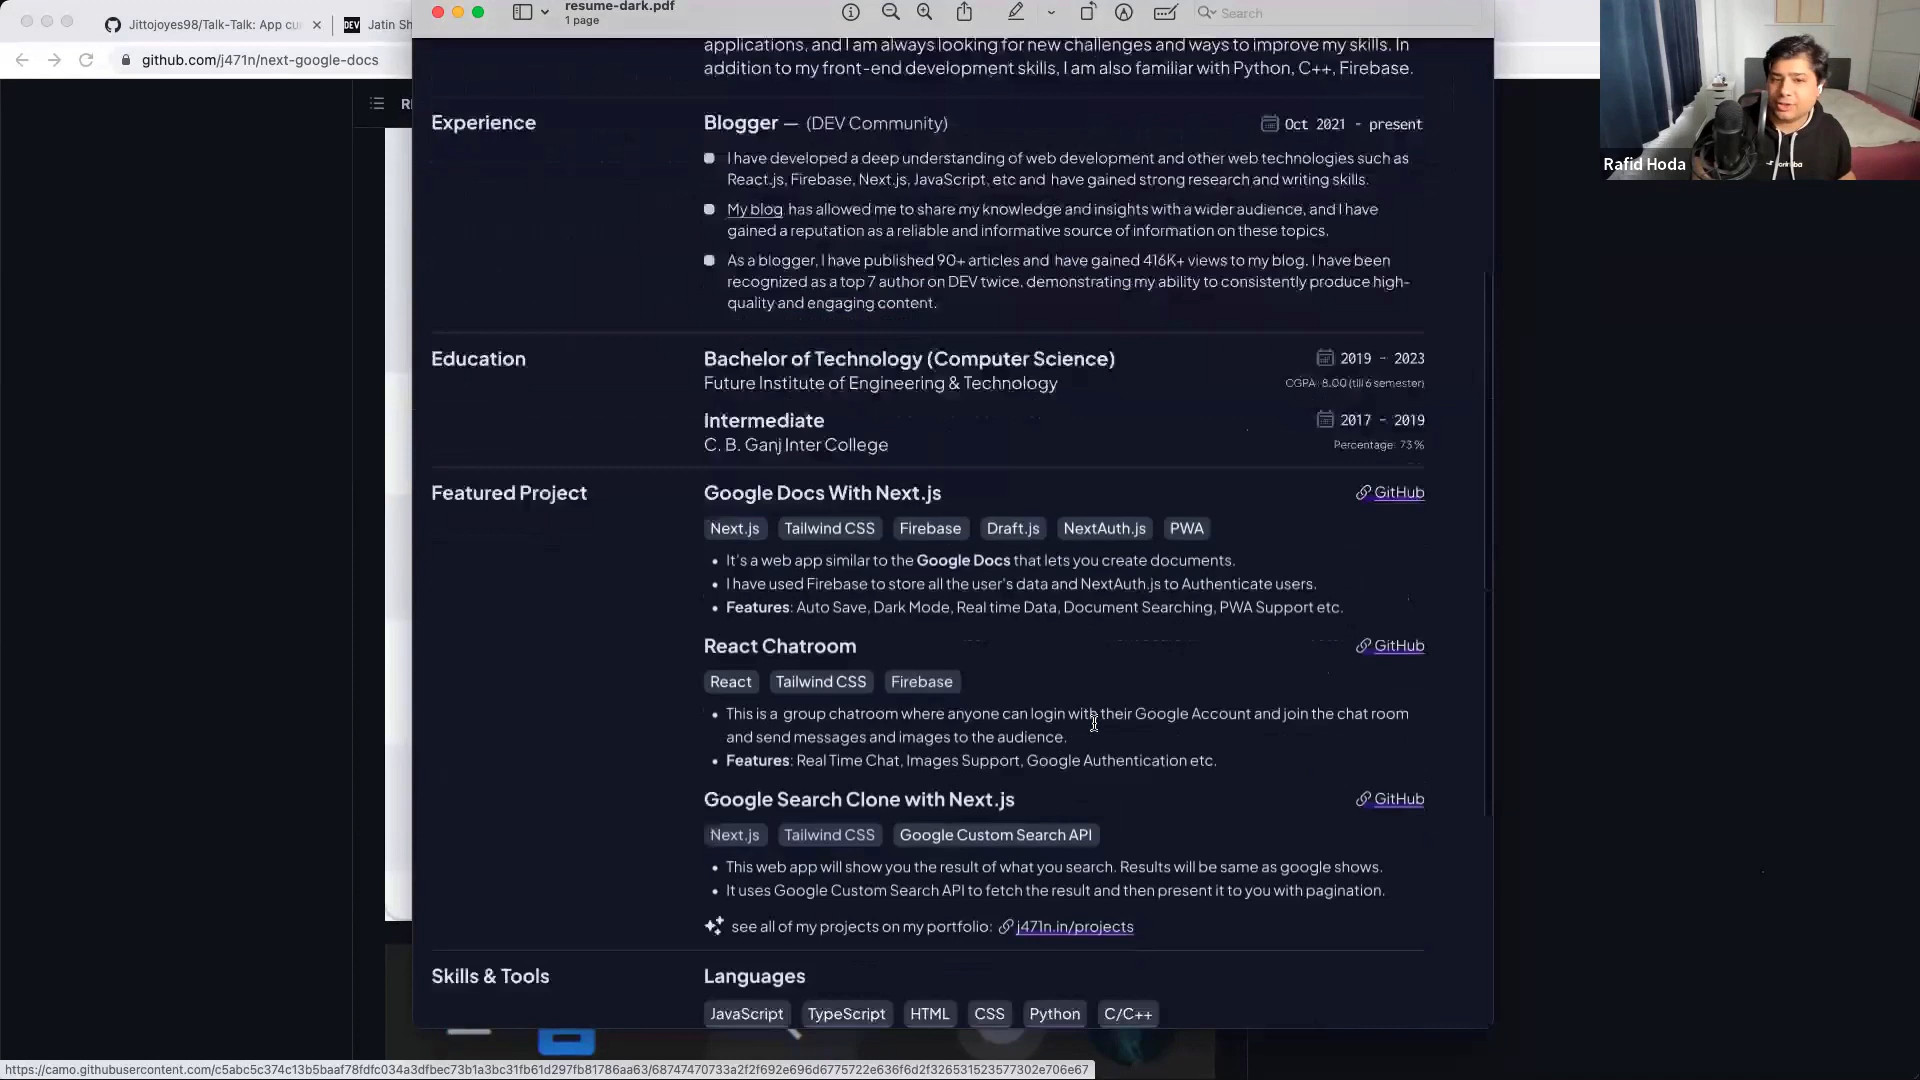 Jittojoyes98/Talk-Talk: App cu
DEV
Jatin Sh
github.com/j471n/next-google-docs
resume-dark.pdf
1 page
Search
Rafid Hoda
applications, and I am always looking for new challenges and ways to improve my skills. In
addition to my front-end development skills, I am also familiar with Python, C++, Firebase.
Experience
Blogger — (DEV Community)
Oct 2021 - present
I have developed a deep understanding of web development and other web technologies such as
React.js, Firebase, Next.js, JavaScript, etc and have gained strong research and writing skills.
My blog has allowed me to share my knowledge and insights with a wider audience, and I have
gained a reputation as a reliable and informative source of information on these topics.
As a blogger, I have published 90+ articles and have gained 416K+ views to my blog. I have been
recognized as a top 7 author on DEV twice, demonstrating my ability to consistently produce high-
quality and engaging content.
Education
Bachelor of Technology (Computer Science)
2019 - 2023
Future Institute of Engineering & Technology
CGPA: 8.00 (till 6 semester)
Intermediate
2017 - 2019
C. B. Ganj Inter College
Percentage: 73%
Featured Project
Google Docs With Next.js
GitHub
Next.js Tailwind CSS Firebase Draft.js NextAuth.js PWA
• It's a web app similar to the Google Docs that lets you create documents.
• I have used Firebase to store all the user's data and NextAuth.js to Authenticate users.
• Features: Auto Save, Dark Mode, Real time Data, Document Searching, PWA Support etc.
React Chatroom
GitHub
React Tailwind CSS Firebase
• This is a group chatroom where anyone can login with their Google Account and join the chat room
and send messages and images to the audience.
• Features: Real Time Chat, Images Support, Google Authentication etc.
Google Search Clone with Next.js
GitHub
Next.js Tailwind CSS Google Custom Search API
• This web app will show you the result of what you search. Results will be same as google shows.
• It uses Google Custom Search API to fetch the result and then present it to you with pagination.
see all of my projects on my portfolio: j471n.in/projects
Skills & Tools
Languages
JavaScript TypeScript HTML CSS Python C/C++